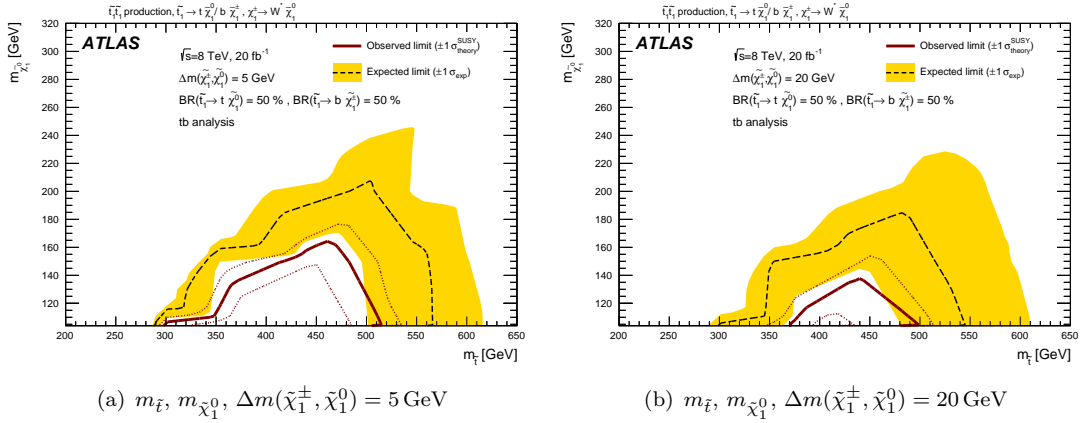 t̃₁t̃₁ production, t̃₁→ t χ̃₁⁰ / b χ̃₁±, χ̃₁±→ W* χ̃₁⁰
ATLAS
√s=8 TeV, 20 fb⁻¹
Δm(χ̃₁±,χ̃₁⁰) = 5 GeV
BR(t̃₁→ t χ̃₁⁰) = 50 % , BR(t̃₁→ b χ̃₁±) = 50 %
tb analysis
Observed limit (±1 σ^SUSY_theory)
Expected limit (±1 σ_exp)
m_χ̃₁⁰ [GeV]
320
300
280
260
240
220
200
180
160
140
120
200 250 300 350 400 450 500 550 600 650
m_t̃ [GeV]
(a) m_t̃, m_χ̃₁⁰, Δm(χ̃₁±, χ̃₁⁰) = 5 GeV
t̃₁t̃₁ production, t̃₁→ t χ̃₁⁰ / b χ̃₁±, χ̃₁±→ W* χ̃₁⁰
ATLAS
√s=8 TeV, 20 fb⁻¹
Δm(χ̃₁±,χ̃₁⁰) = 20 GeV
BR(t̃₁→ t χ̃₁⁰) = 50 % , BR(t̃₁→ b χ̃₁±) = 50 %
tb analysis
Observed limit (±1 σ^SUSY_theory)
Expected limit (±1 σ_exp)
m_χ̃₁⁰ [GeV]
320
300
280
260
240
220
200
180
160
140
120
200 250 300 350 400 450 500 550 600 650
m_t̃ [GeV]
(b) m_t̃, m_χ̃₁⁰, Δm(χ̃₁±, χ̃₁⁰) = 20 GeV